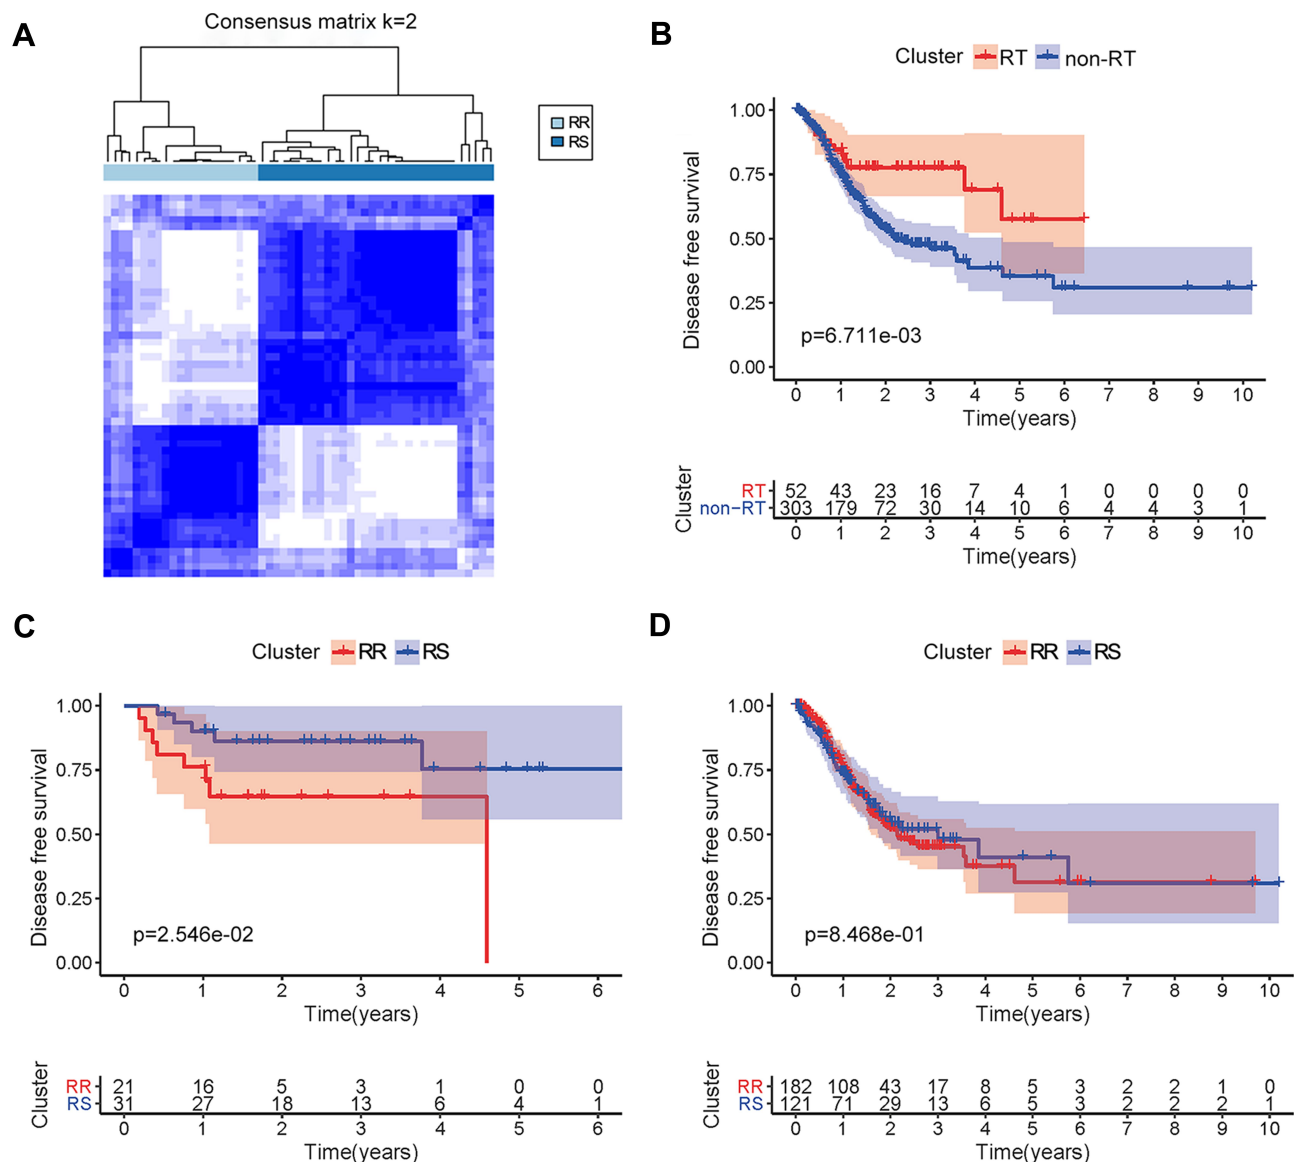 A
Consensus matrix k=2
RR
RS
B
Cluster RT non-RT
Disease free survival
1.00
0.75
0.50
0.25
0.00
p=6.711e-03
0 1 2 3 4 5 6 7 8 9 10
Time(years)
Cluster
RT 52 43 23 16 7 4 1 0 0 0 0
non-RT 303 179 72 30 14 10 6 4 4 3 1
0 1 2 3 4 5 6 7 8 9 10
Time(years)
C
Cluster RR RS
Disease free survival
1.00
0.75
0.50
0.25
0.00
p=2.546e-02
0 1 2 3 4 5 6
Time(years)
Cluster
RR 21 16 5 3 1 0 0
RS 31 27 18 13 6 4 1
0 1 2 3 4 5 6
Time(years)
D
Cluster RR RS
Disease free survival
1.00
0.75
0.50
0.25
0.00
p=8.468e-01
0 1 2 3 4 5 6 7 8 9 10
Time(years)
Cluster
RR 182 108 43 17 8 5 3 2 2 1 0
RS 121 71 29 13 6 5 3 2 2 2 1
0 1 2 3 4 5 6 7 8 9 10
Time(years)